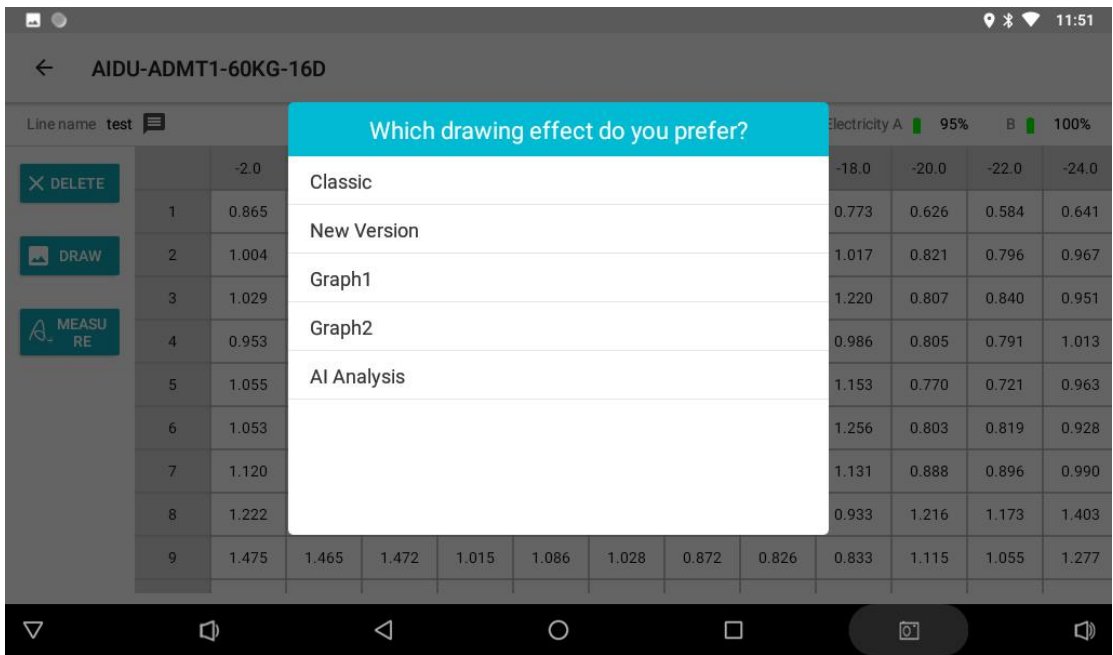 11:51
AIDU-ADMT1-60KG-16D
Line name test
Electricity A 95% B 100%
Which drawing effect do you prefer?
Classic
New Version
Graph1
Graph2
AI Analysis
DELETE
DRAW
MEASU
RE
-2.0 -18.0 -20.0 -22.0 -24.0
1 0.865 0.773 0.626 0.584 0.641
2 1.004 1.017 0.821 0.796 0.967
3 1.029 1.220 0.807 0.840 0.951
4 0.953 0.986 0.805 0.791 1.013
5 1.055 1.153 0.770 0.721 0.963
6 1.053 1.256 0.803 0.819 0.928
7 1.120 1.131 0.888 0.896 0.990
8 1.222 0.933 1.216 1.173 1.403
9 1.475 1.465 1.472 1.015 1.086 1.028 0.872 0.826 0.833 1.115 1.055 1.277